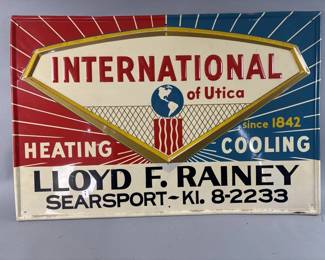 INTERNATIONAL
of Utica
since 1842
HEATING COOLING
LLOYD F. RAINEY
SEARSPORT~KI. 8-2233